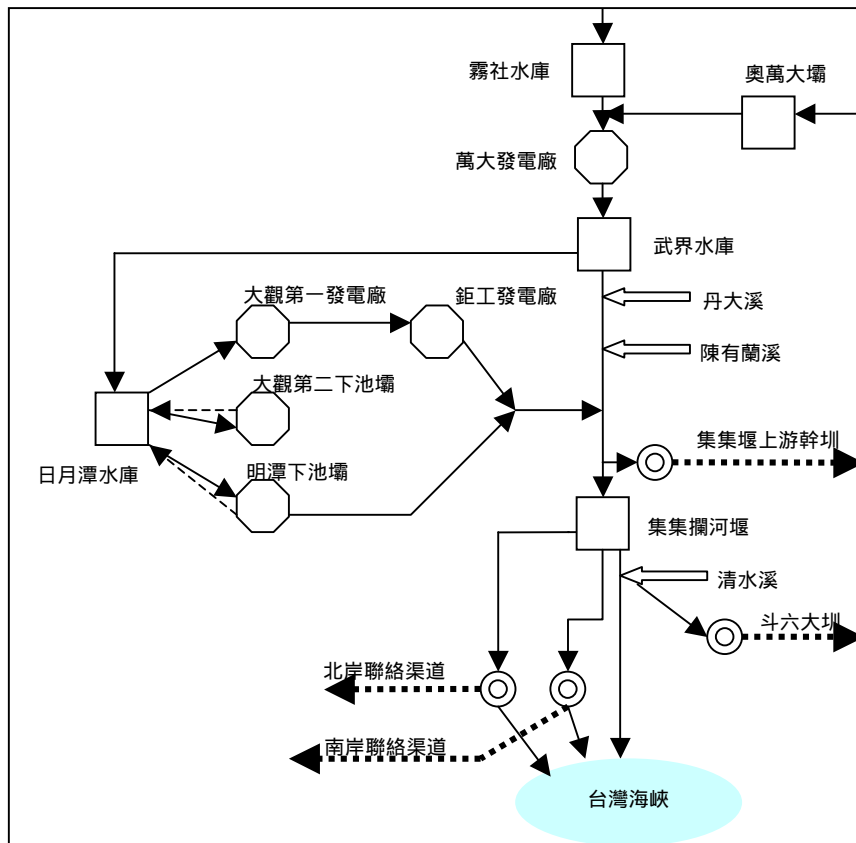 霧社水庫
奧萬大壩
萬大發電廠
武界水庫
大觀第一發電廠
鉅工發電廠
丹大溪
陳有蘭溪
大觀第二下池壩
集集堰上游幹圳
明潭下池壩
日月潭水庫
集集攔河堰
清水溪
斗六大圳
北岸聯絡渠道
南岸聯絡渠道
台灣海峽